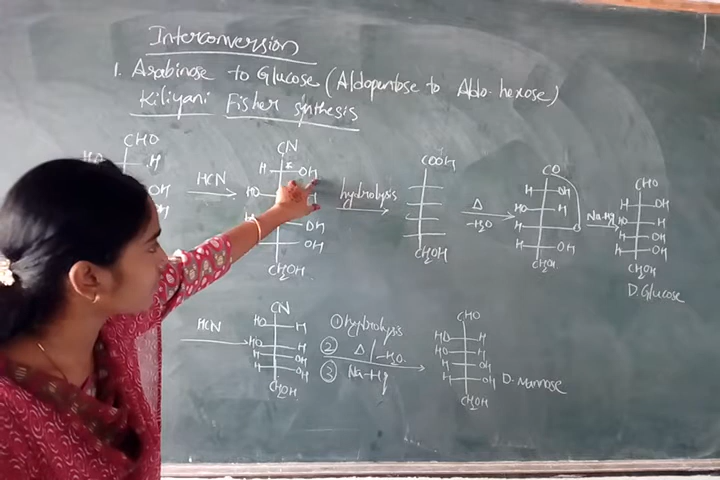 Interconversion
1. Arabinose to Glucose (Aldopentose to Aldo-hexose)
Kiliyani Fisher synthesis
CHO
HO H
OH
H
HCN
CN
H * OH
HO H
H OH
OH
CH2OH
hydrolysis
COOH
CH2OH
Δ
-H2O
CO
H OH
HO H
H O
H OH
CH2OH
Na-Hg
CHO
H OH
HO H
H OH
H OH
CH2OH
D.Glucose
HCN
CN
HO H
HO H
H OH
H OH
CH2OH
① hydrolysis
② Δ/-H2O.
③ Na-Hg
CHO
HO H
HO H
H OH
H OH
CH2OH
D-Mannose